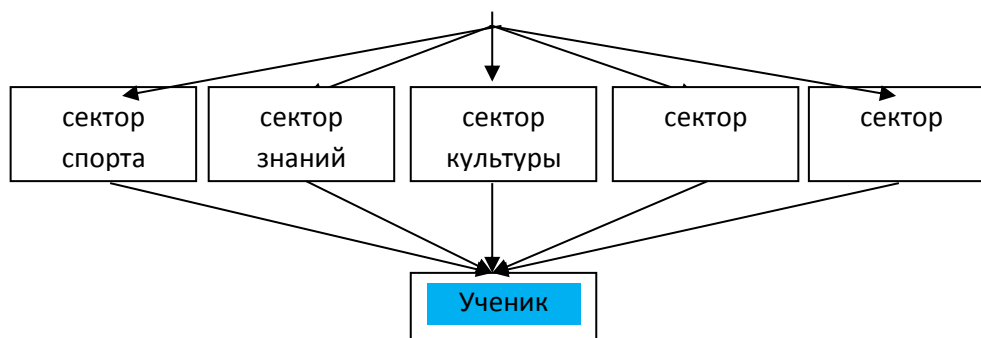 сектор
спорта
сектор
знаний
сектор
культуры
сектор
сектор
Ученик